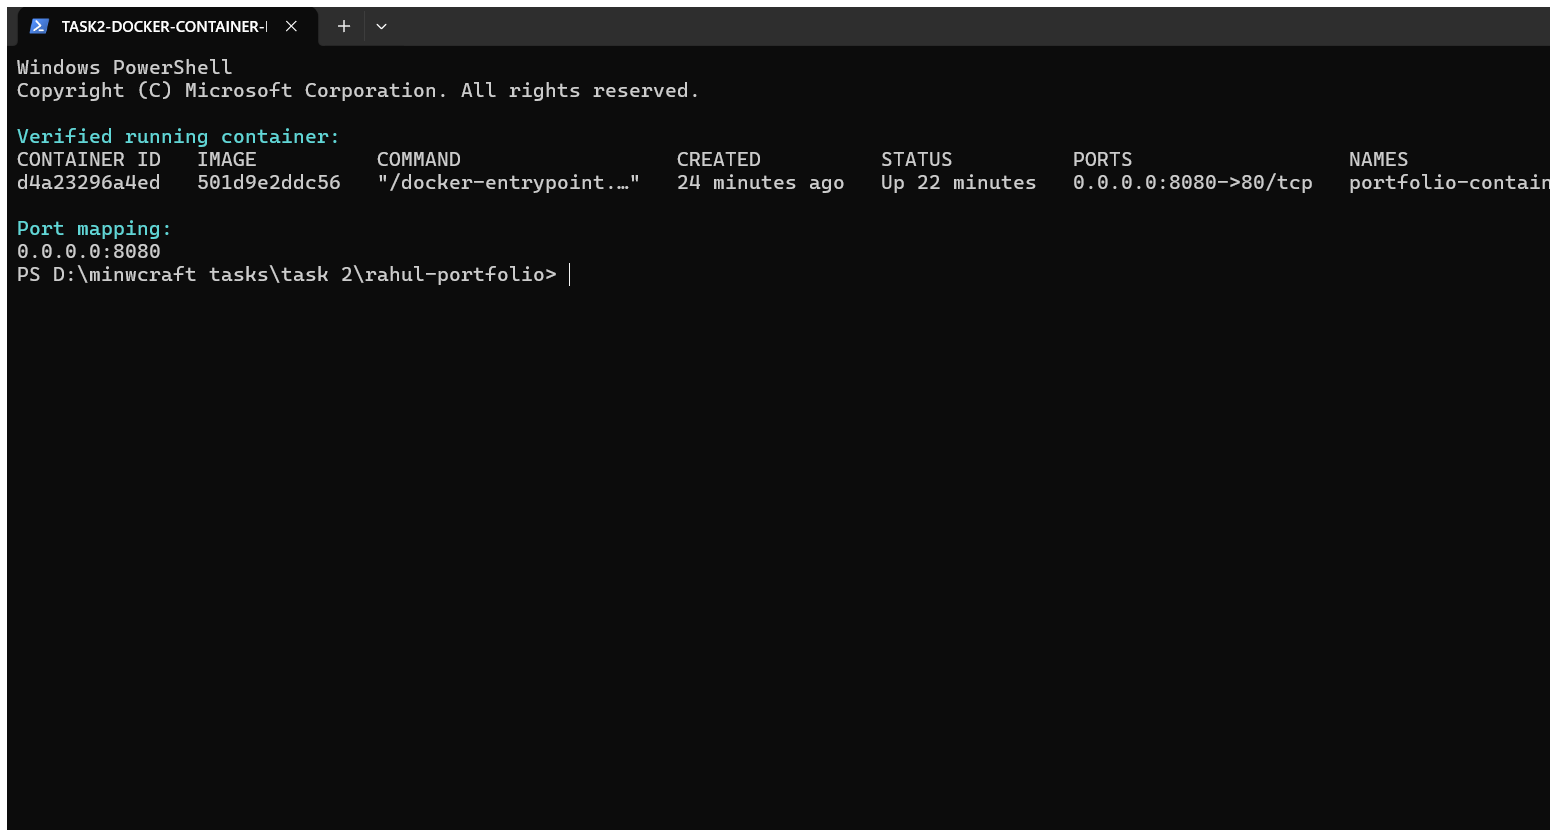 TASK2-DOCKER-CONTAINER-
Windows PowerShell
Copyright (C) Microsoft Corporation. All rights reserved.
Verified running container:
CONTAINER ID   IMAGE          COMMAND                  CREATED          STATUS          PORTS                  NAMES
d4a23296a4ed   501d9e2ddc56   "/docker-entrypoint.…"   24 minutes ago   Up 22 minutes   0.0.0.0:8080->80/tcp   portfolio-contain
Port mapping:
0.0.0.0:8080
PS D:\minwcraft tasks\task 2\rahul-portfolio>